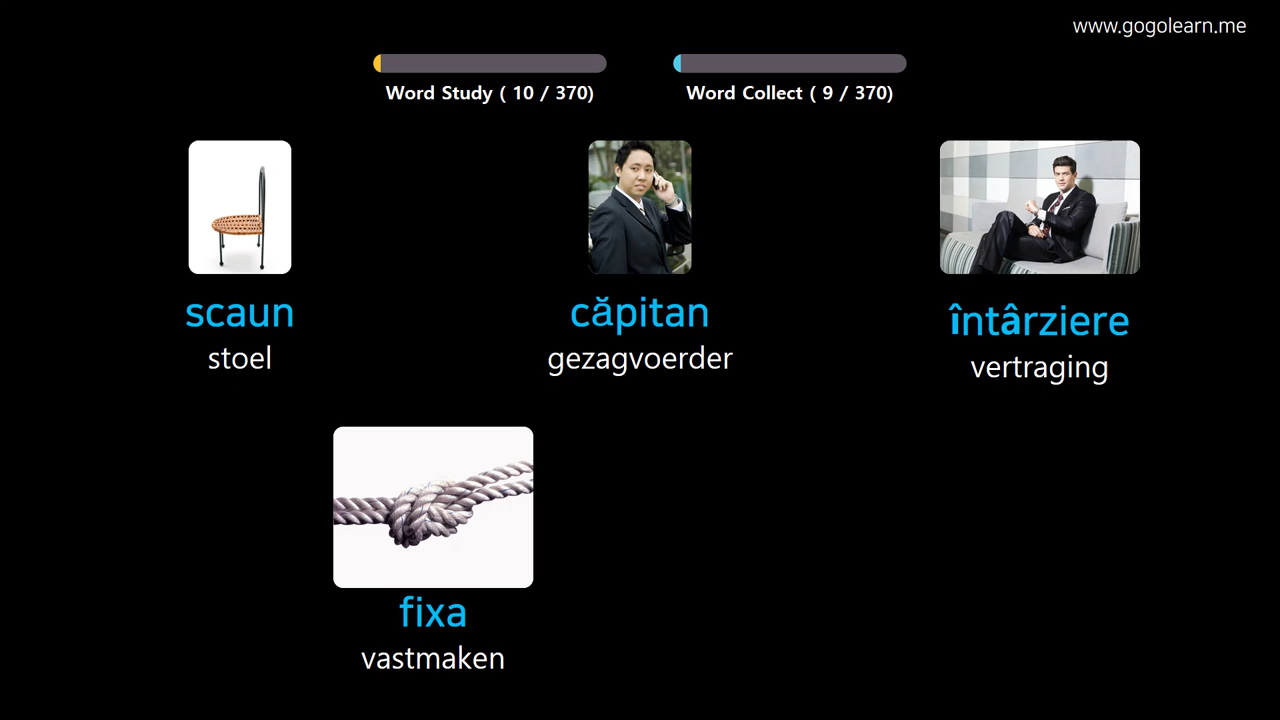 www.gogolearn.me
Word Study ( 10 / 370)
Word Collect ( 9 / 370)
scaun
stoel
căpitan
gezagvoerder
întârziere
vertraging
fixa
vastmaken